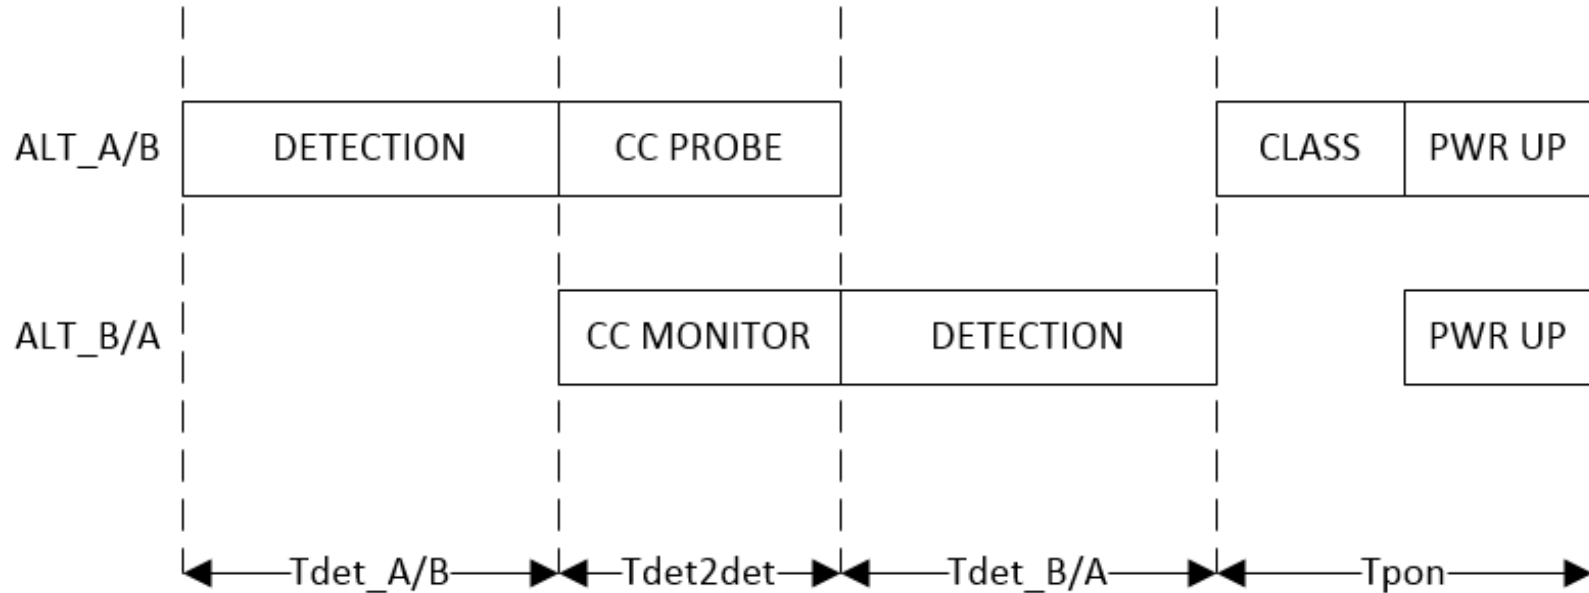 ALT_A/B DETECTION CC PROBE CLASS PWR UP
ALT_B/A CC MONITOR DETECTION PWR UP
Tdet_A/B Tdet2det Tdet_B/A Tpon